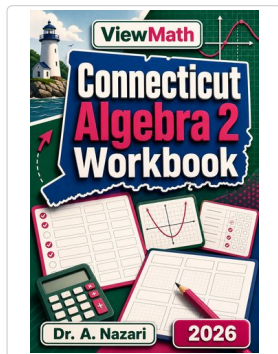 ViewMath
Connecticut
Algebra 2
Workbook
Dr. A. Nazari
2026